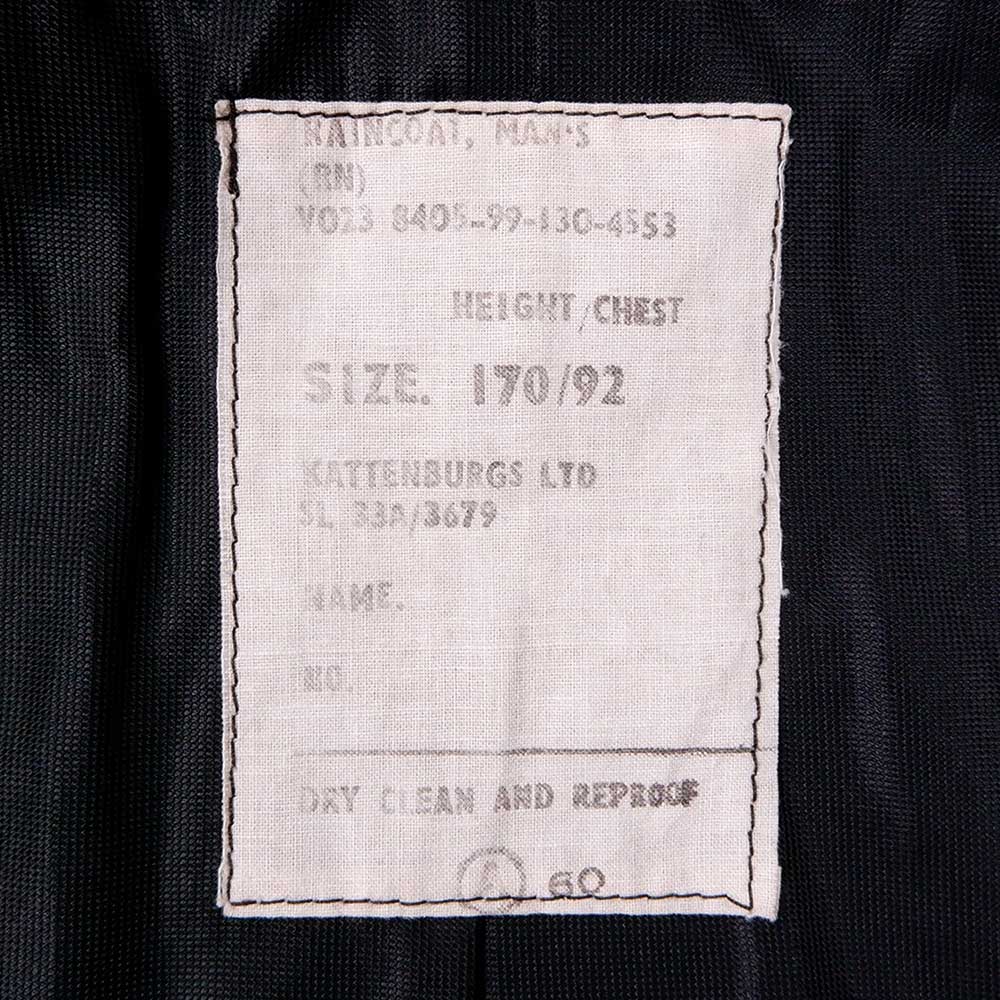 RAINCOAT, MAN'S
(RN)
V023 8405-99-130-4553
HEIGHT/CHEST
SIZE. 170/92
KATTENBURGS LTD
SL 33A/3679
NAME.
NO.
DRY CLEAN AND REPROOF
A 60